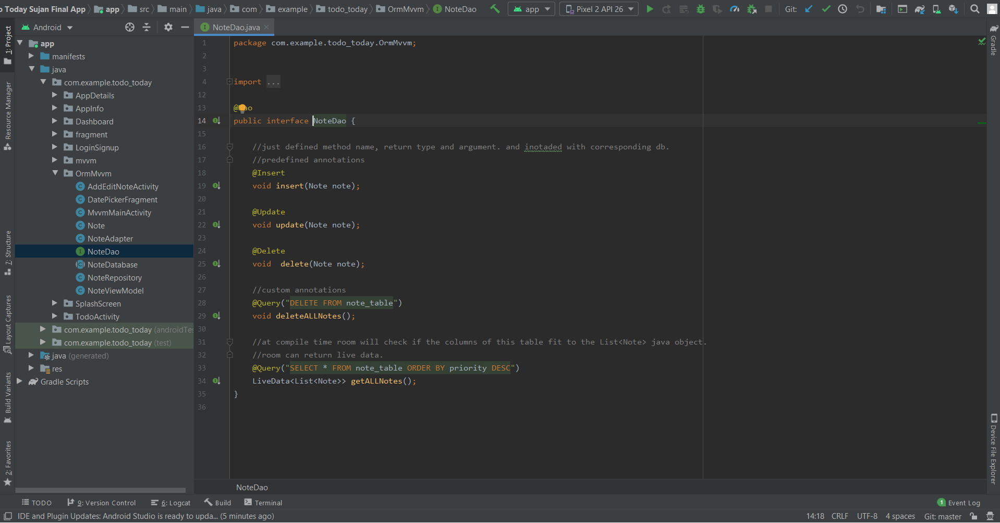 o Today Sujan Final App app src main java com example todo_today OrmMvvm NoteDao app Pixel 2 API 26 Git:
Android
NoteDao.java
1: Project
Resource Manager
7: Structure
Layout Captures
Build Variants
2: Favorites
app
manifests
java
com.example.todo_today
AppDetails
AppInfo
Dashboard
fragment
LoginSignup
mvvm
OrmMvvm
AddEditNoteActivity
DatePickerFragment
MvvmMainActivity
Note
NoteAdapter
NoteDao
NoteDatabase
NoteRepository
NoteViewModel
SplashScreen
TodoActivity
com.example.todo_today (androidTes
com.example.todo_today (test)
java (generated)
res
Gradle Scripts
1 package com.example.todo_today.OrmMvvm;
2
3
4 import ...
12
13 @Dao
14 public interface NoteDao {
15
16 //just defined method name, return type and argument. and inotaded with corresponding db.
17 //predefined annotations
18 @Insert
19 void insert(Note note);
20
21 @Update
22 void update(Note note);
23
24 @Delete
25 void  delete(Note note);
26
27 //custom annotations
28 @Query("DELETE FROM note_table")
29 void deleteALLNotes();
30
31 //at compile time room will check if the columns of this table fit to the List<Note> java object.
32 //room can return live data.
33 @Query("SELECT * FROM note_table ORDER BY priority DESC")
34 LiveData<List<Note>> getALLNotes();
35 }
36
NoteDao
Gradle
Device File Explorer
TODO 9: Version Control 6: Logcat Build Terminal 1 Event Log
IDE and Plugin Updates: Android Studio is ready to upda... (5 minutes ago) 14:18 CRLF UTF-8 4 spaces Git: master